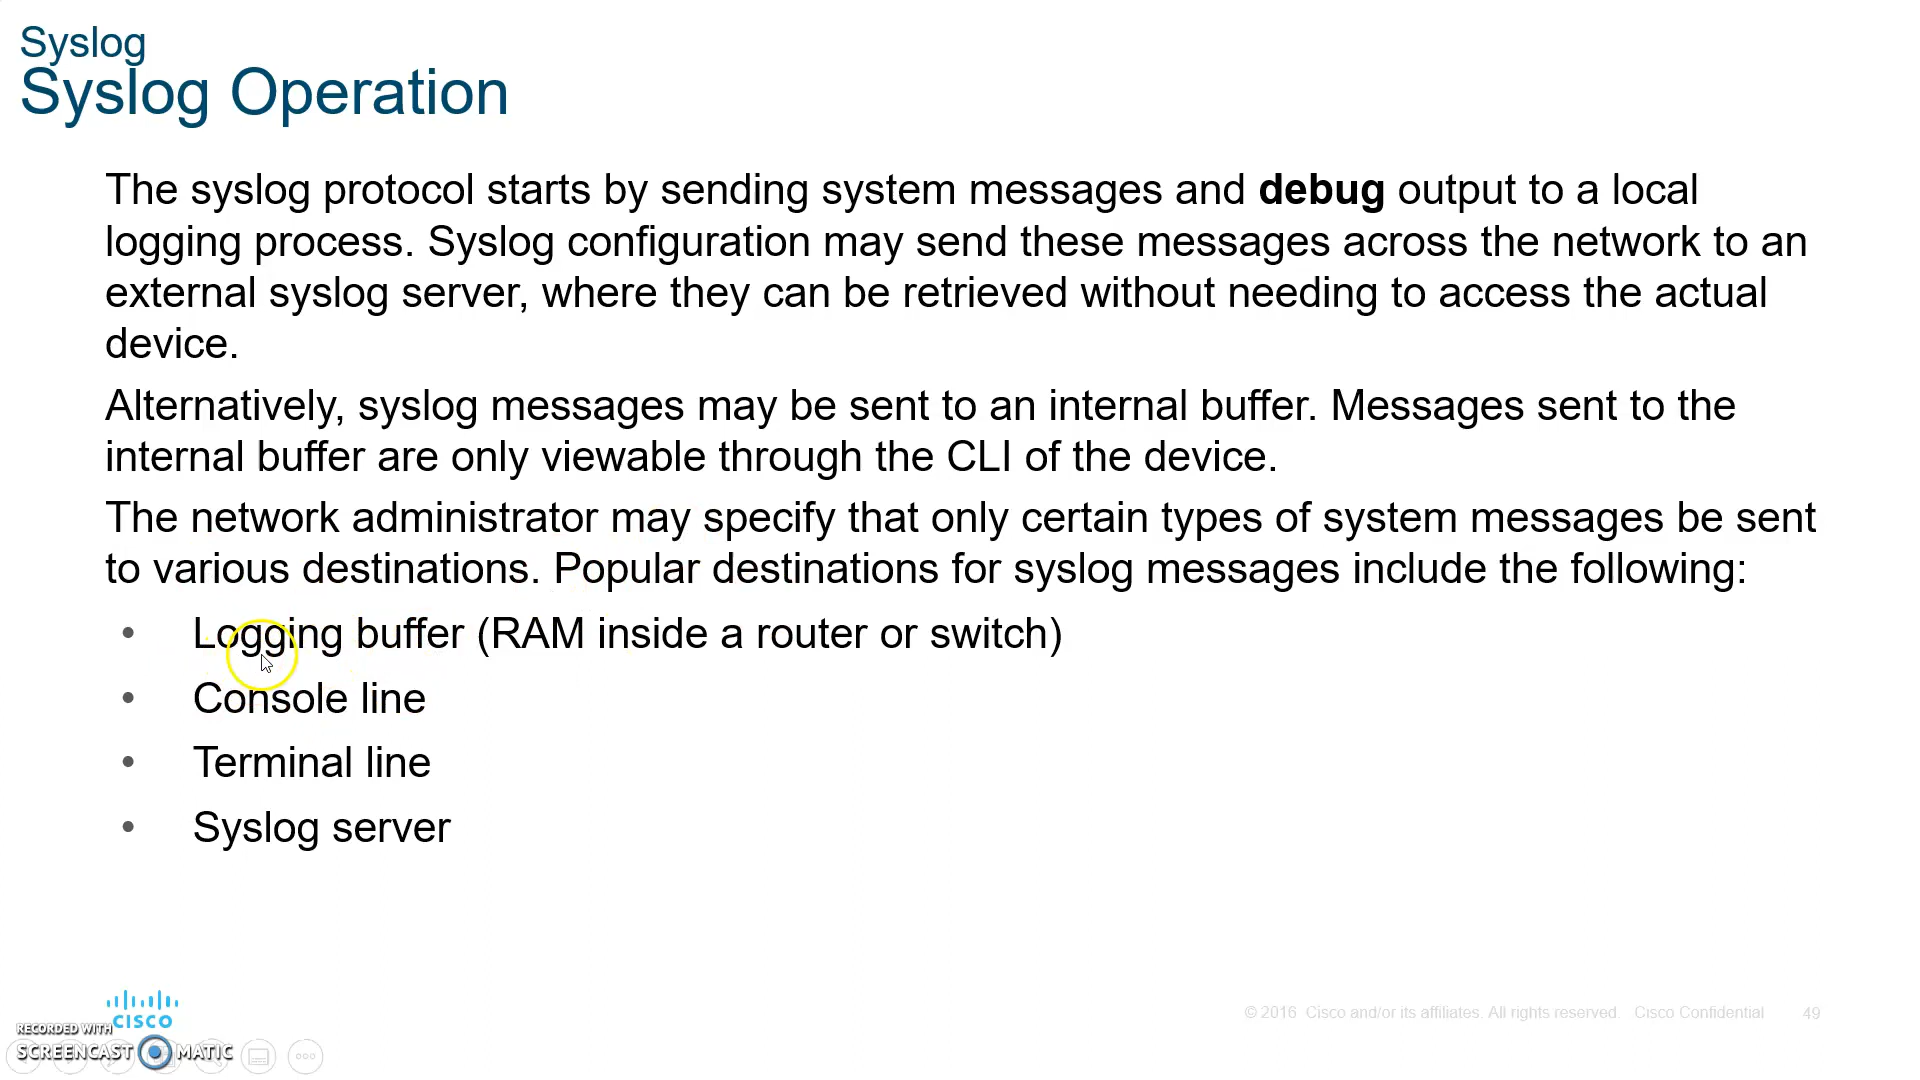 Syslog
Syslog Operation
The syslog protocol starts by sending system messages and debug output to a local
logging process. Syslog configuration may send these messages across the network to an
external syslog server, where they can be retrieved without needing to access the actual
device.
Alternatively, syslog messages may be sent to an internal buffer. Messages sent to the
internal buffer are only viewable through the CLI of the device.
The network administrator may specify that only certain types of system messages be sent
to various destinations. Popular destinations for syslog messages include the following:
• Logging buffer (RAM inside a router or switch)
• Console line
• Terminal line
• Syslog server
CISCO
© 2016 Cisco and/or its affiliates. All rights reserved. Cisco Confidential 49
RECORDED WITH
SCREENCAST MATIC